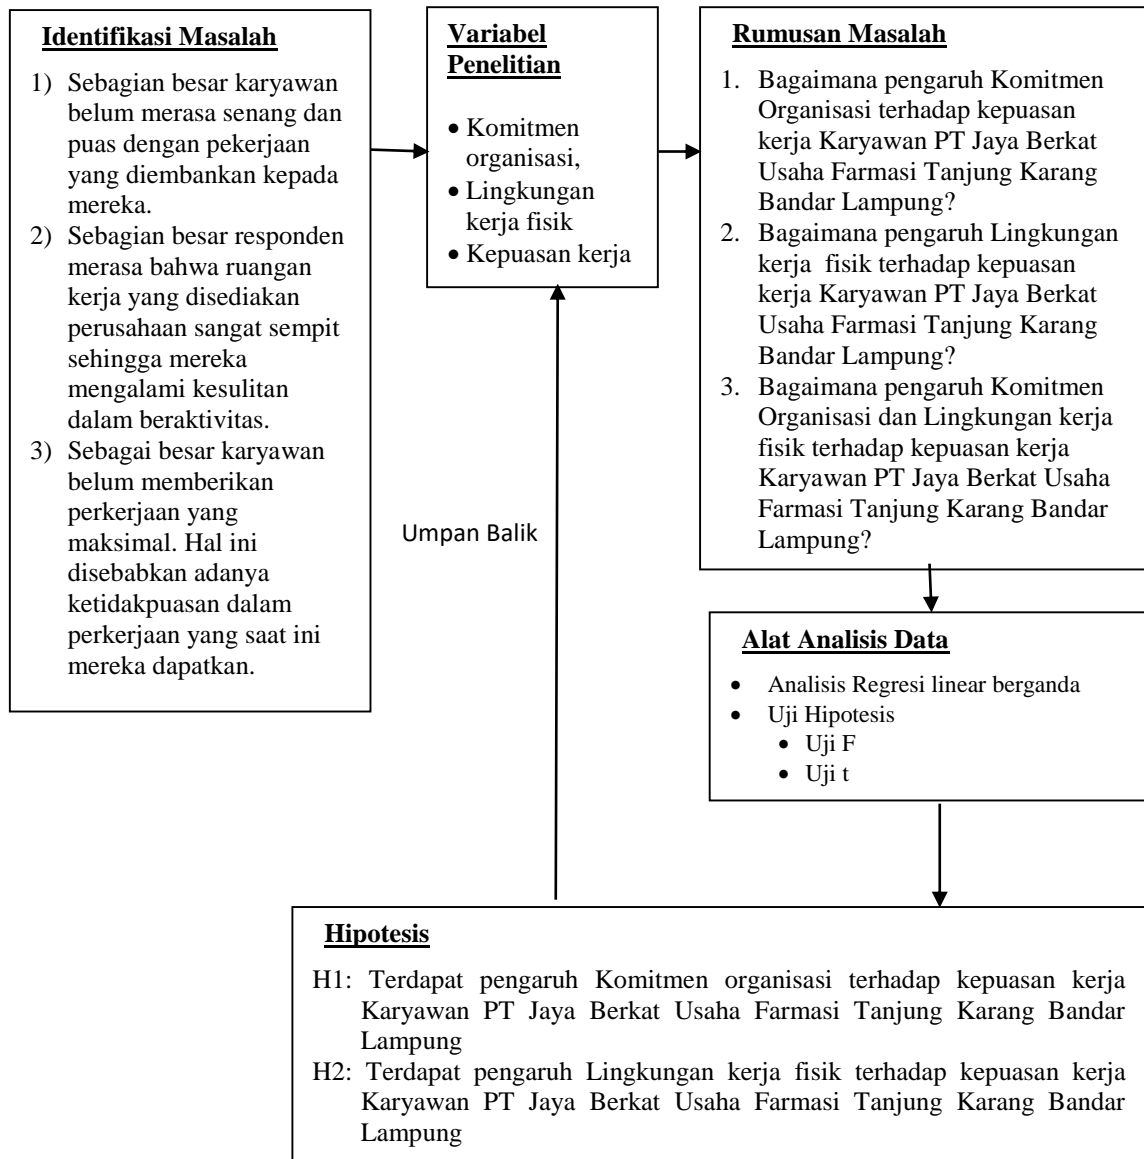 Identifikasi Masalah
1) Sebagian besar karyawan
belum merasa senang dan
puas dengan pekerjaan
yang diembankan kepada
mereka.
2) Sebagian besar responden
merasa bahwa ruangan
kerja yang disediakan
perusahaan sangat sempit
sehingga mereka
mengalami kesulitan
dalam beraktivitas.
3) Sebagai besar karyawan
belum memberikan
perkerjaan yang
maksimal. Hal ini
disebabkan adanya
ketidakpuasan dalam
perkerjaan yang saat ini
mereka dapatkan.
Variabel
Penelitian
• Komitmen
organisasi,
• Lingkungan
kerja fisik
• Kepuasan kerja
Rumusan Masalah
1. Bagaimana pengaruh Komitmen
Organisasi terhadap kepuasan
kerja Karyawan PT Jaya Berkat
Usaha Farmasi Tanjung Karang
Bandar Lampung?
2. Bagaimana pengaruh Lingkungan
kerja fisik terhadap kepuasan
kerja Karyawan PT Jaya Berkat
Usaha Farmasi Tanjung Karang
Bandar Lampung?
3. Bagaimana pengaruh Komitmen
Organisasi dan Lingkungan kerja
fisik terhadap kepuasan kerja
Karyawan PT Jaya Berkat Usaha
Farmasi Tanjung Karang Bandar
Lampung?
Umpan Balik
Alat Analisis Data
• Analisis Regresi linear berganda
• Uji Hipotesis
• Uji F
• Uji t
Hipotesis
H1: Terdapat pengaruh Komitmen organisasi terhadap kepuasan kerja
Karyawan PT Jaya Berkat Usaha Farmasi Tanjung Karang Bandar
Lampung
H2: Terdapat pengaruh Lingkungan kerja fisik terhadap kepuasan kerja
Karyawan PT Jaya Berkat Usaha Farmasi Tanjung Karang Bandar
Lampung